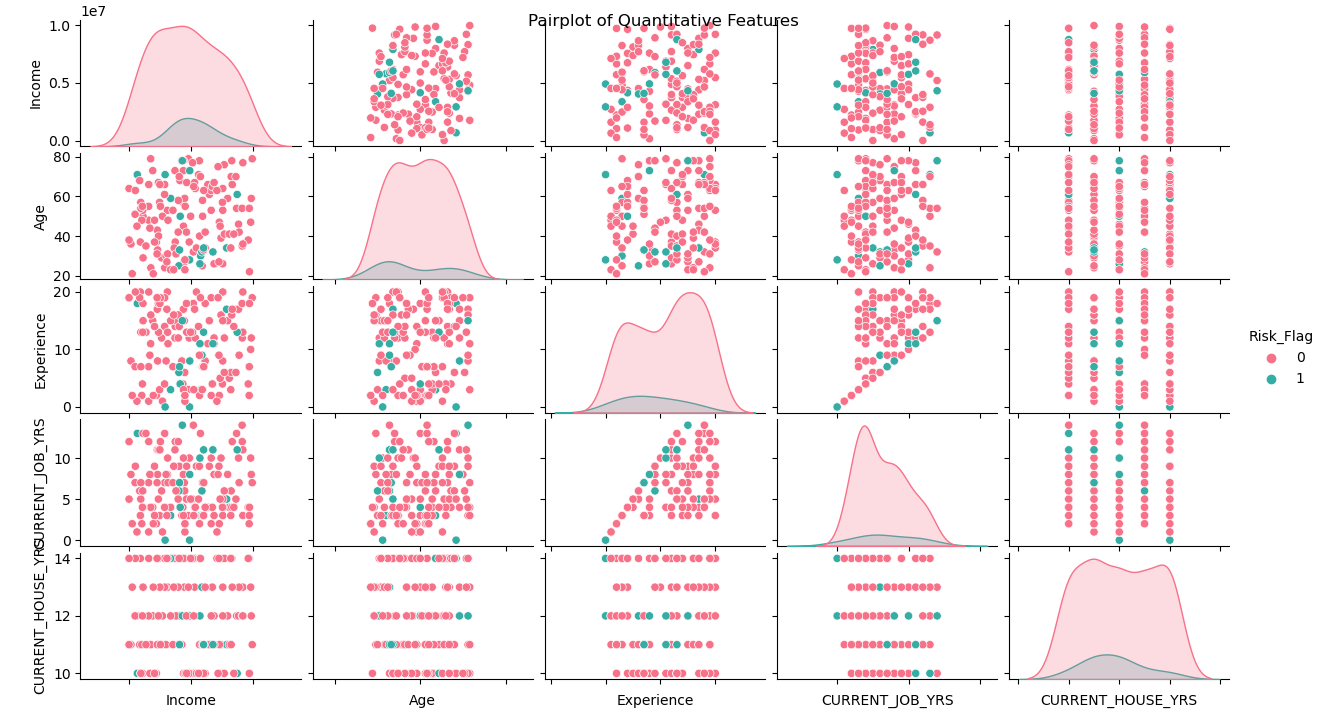 Pairplot of Quantitative Features
1e7
1.0
0.5
0.0
Income
80
60
40
20
Age
20
10
0
Experience
10
5
0
CURRENT_JOB_YRS
14
12
10
CURRENT_HOUSE_YRS
Income
Age
Experience
CURRENT_JOB_YRS
CURRENT_HOUSE_YRS
Risk_Flag
0
1